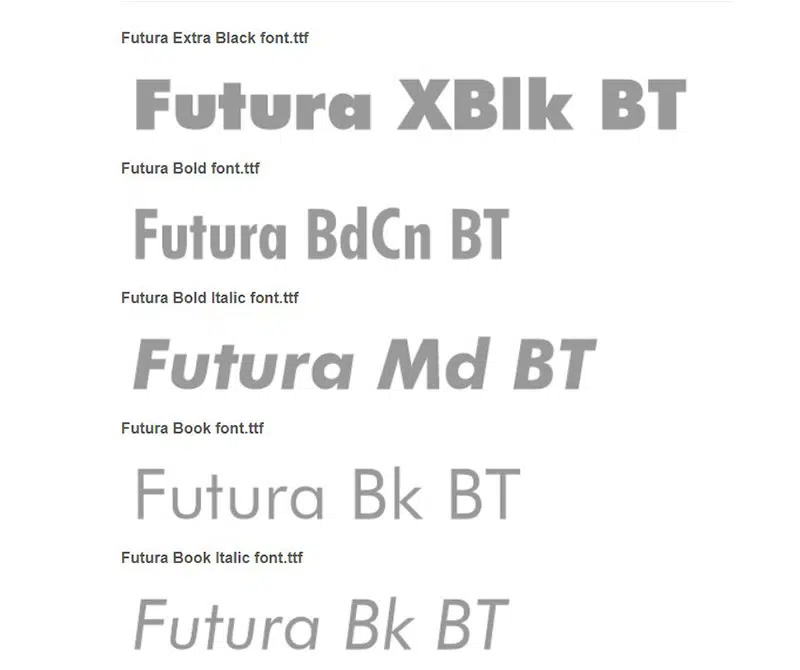 Futura Extra Black font.ttf
Futura XBlk BT
Futura Bold font.ttf
Futura BdCn BT
Futura Bold Italic font.ttf
Futura Md BT
Futura Book font.ttf
Futura Bk BT
Futura Book Italic font.ttf
Futura Bk BT